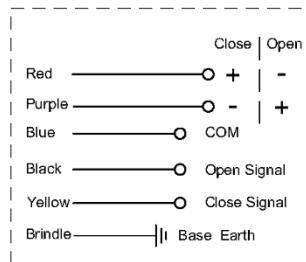 Close | Open
Red + -
Purple - +
Blue COM
Black Open Signal
Yellow Close Signal
Brindle Base Earth